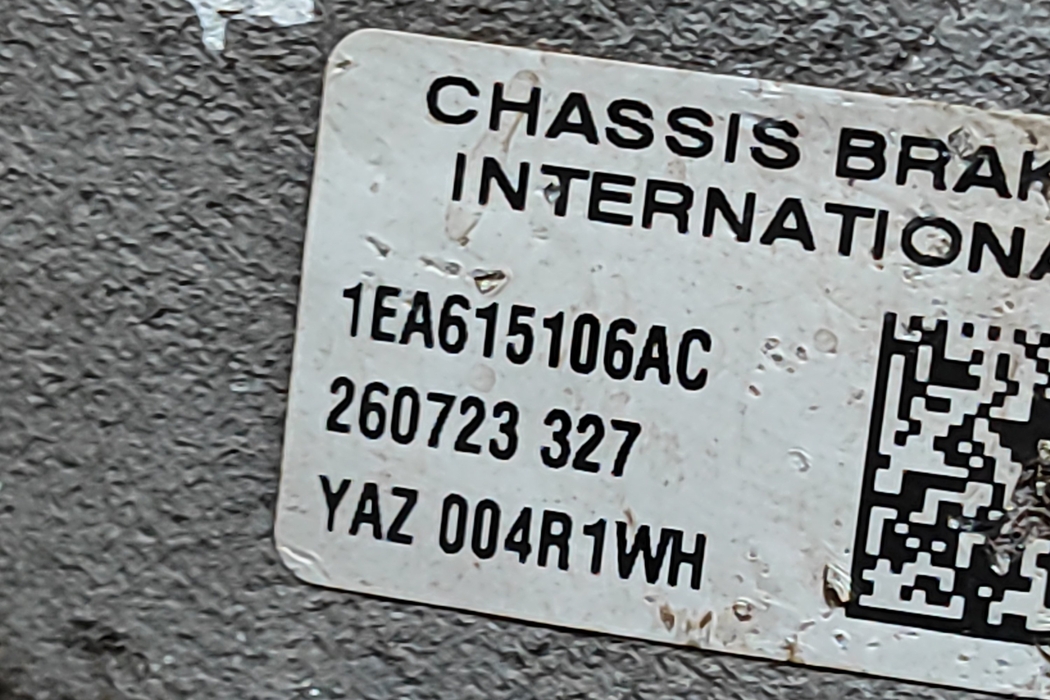 CHASSIS BRAK
INTERNATIONA
1EA615106AC
260723 327
YAZ 004R1WH